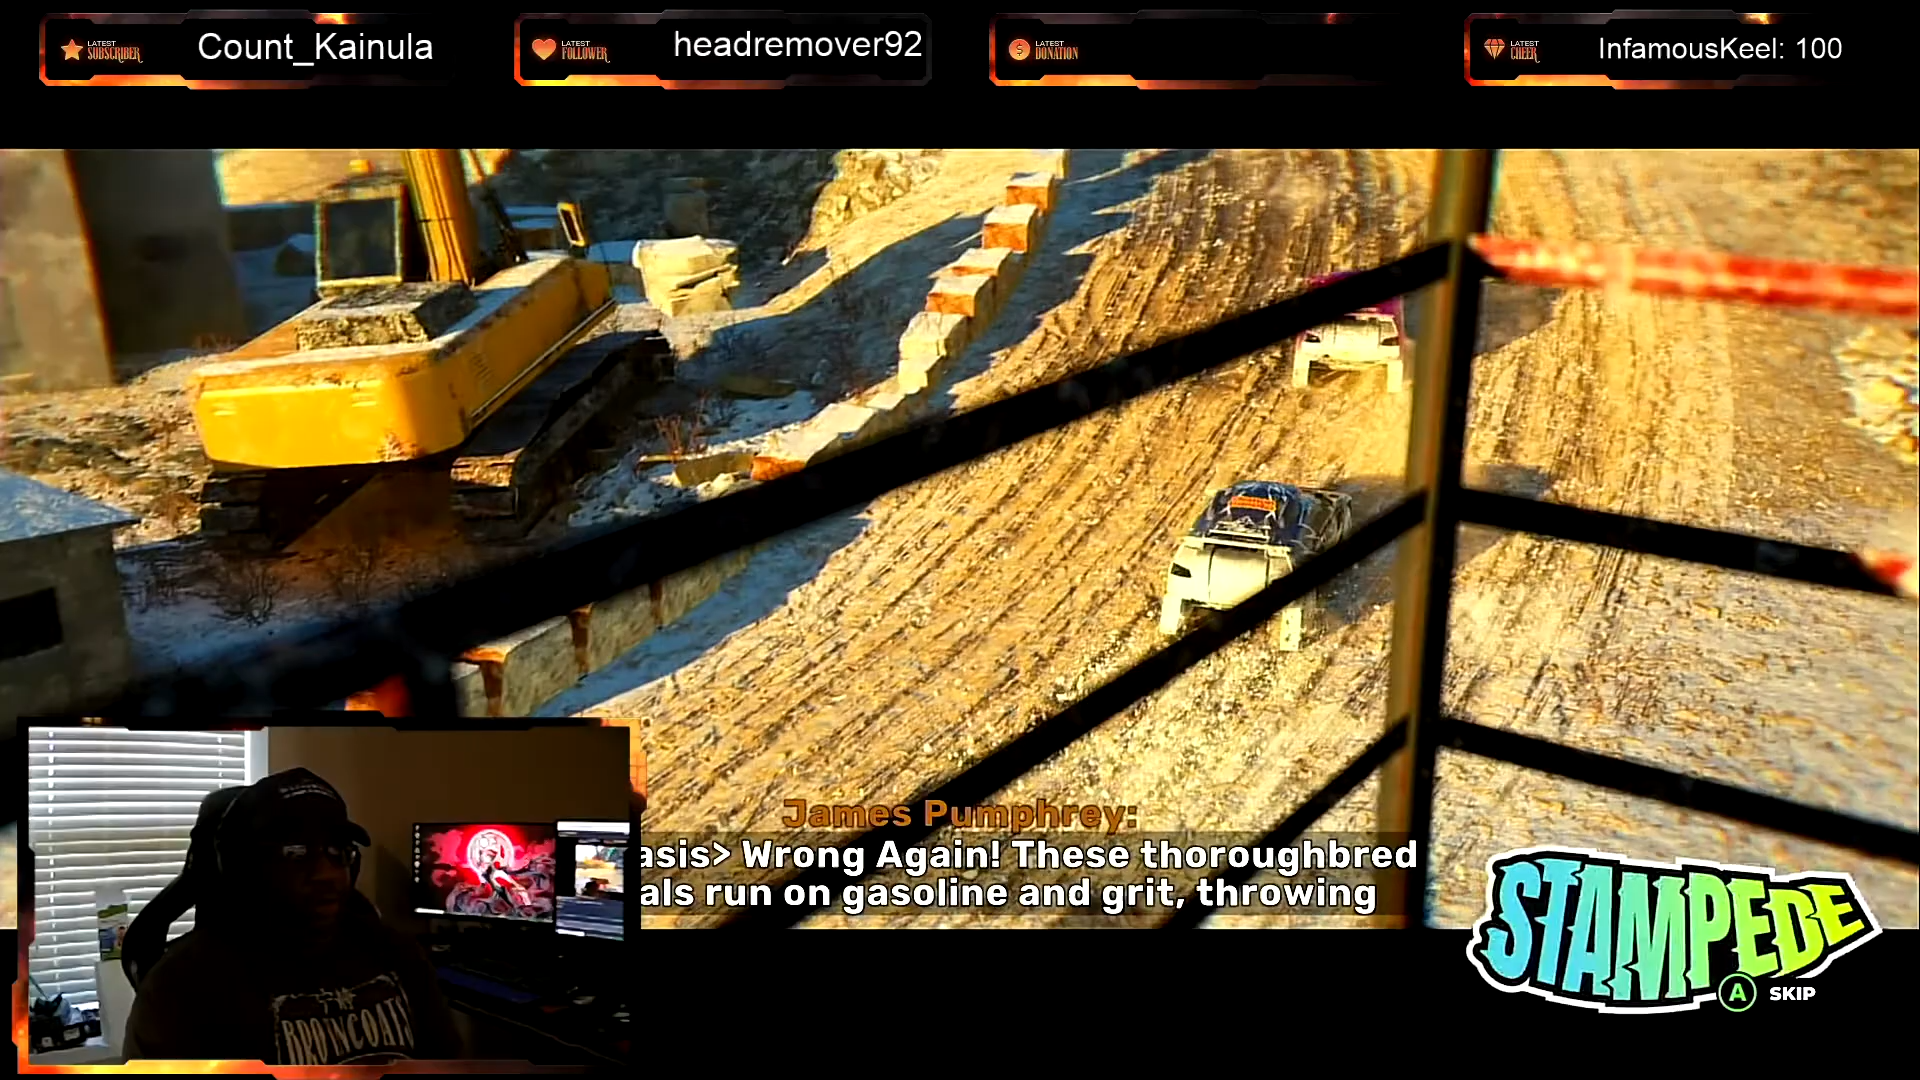 LATEST
SUBSCRIBER
Count_Kainula
LATEST
FOLLOWER
headremover92
LATEST
DONATION
LATEST
CHEER
InfamousKeel: 100
James Pumphrey:
asis> Wrong Again! These thoroughbred
als run on gasoline and grit, throwing
STAMPEDE
A SKIP